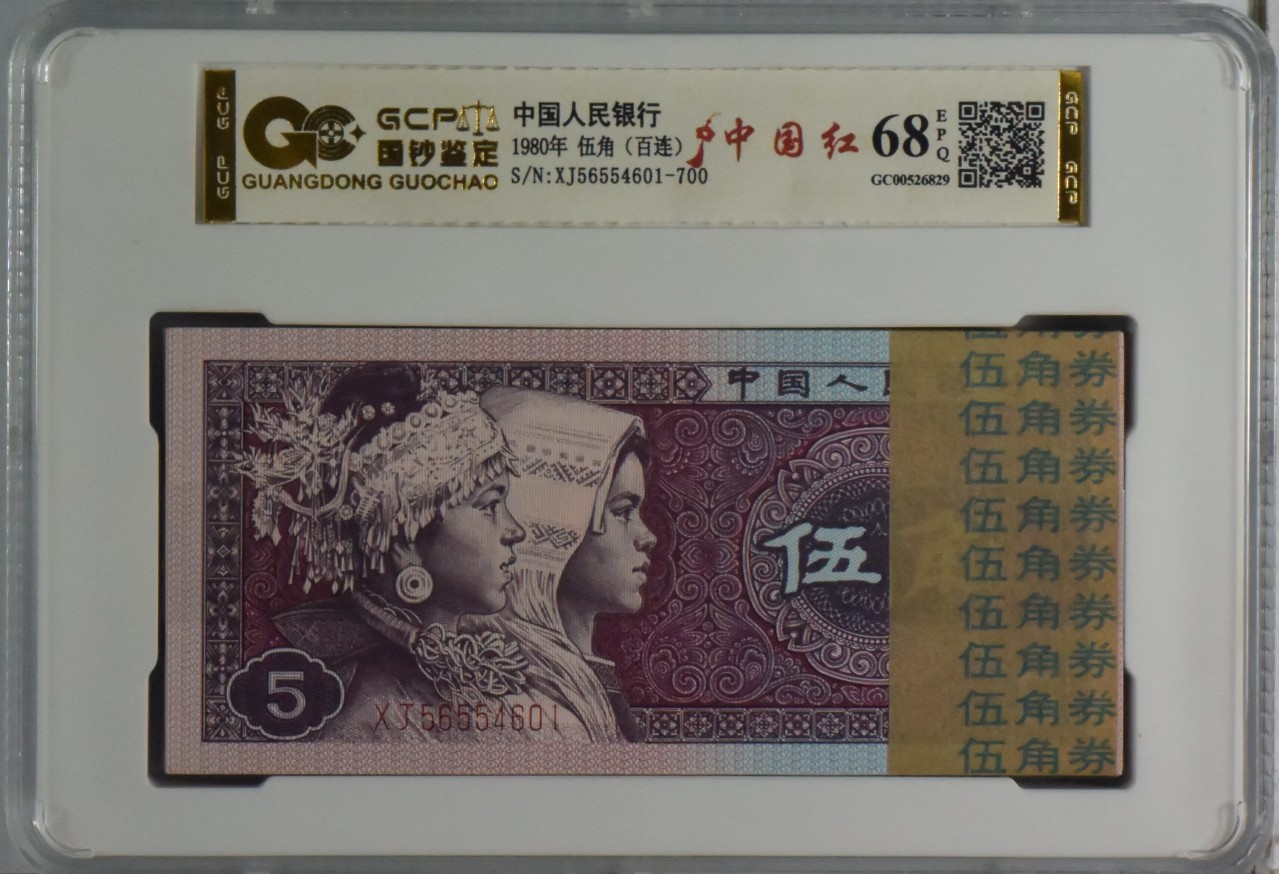 GCP GCP
GCP
国钞鉴定
GUANGDONG GUOCHAO
中国人民银行
1980年 伍角（百连）
S/N:XJ56554601-700
中国红
68
EPQ
GC00526829
GCP GCP
中国人
伍
5
XJ56554601
伍角券
伍角券
伍角券
伍角券
伍角券
伍角券
伍角券
伍角券
伍角券